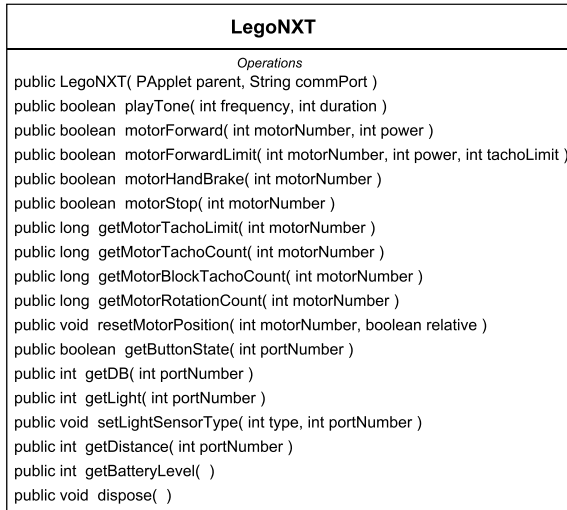 LegoNXT
Operations
public LegoNXT( PApplet parent, String commPort )
public boolean  playTone( int frequency, int duration )
public boolean  motorForward( int motorNumber, int power )
public boolean  motorForwardLimit( int motorNumber, int power, int tachoLimit )
public boolean  motorHandBrake( int motorNumber )
public boolean  motorStop( int motorNumber )
public long  getMotorTachoLimit( int motorNumber )
public long  getMotorTachoCount( int motorNumber )
public long  getMotorBlockTachoCount( int motorNumber )
public long  getMotorRotationCount( int motorNumber )
public void  resetMotorPosition( int motorNumber, boolean relative )
public boolean  getButtonState( int portNumber )
public int  getDB( int portNumber )
public int  getLight( int portNumber )
public void  setLightSensorType( int type, int portNumber )
public int  getDistance( int portNumber )
public int  getBatteryLevel(  )
public void  dispose(  )